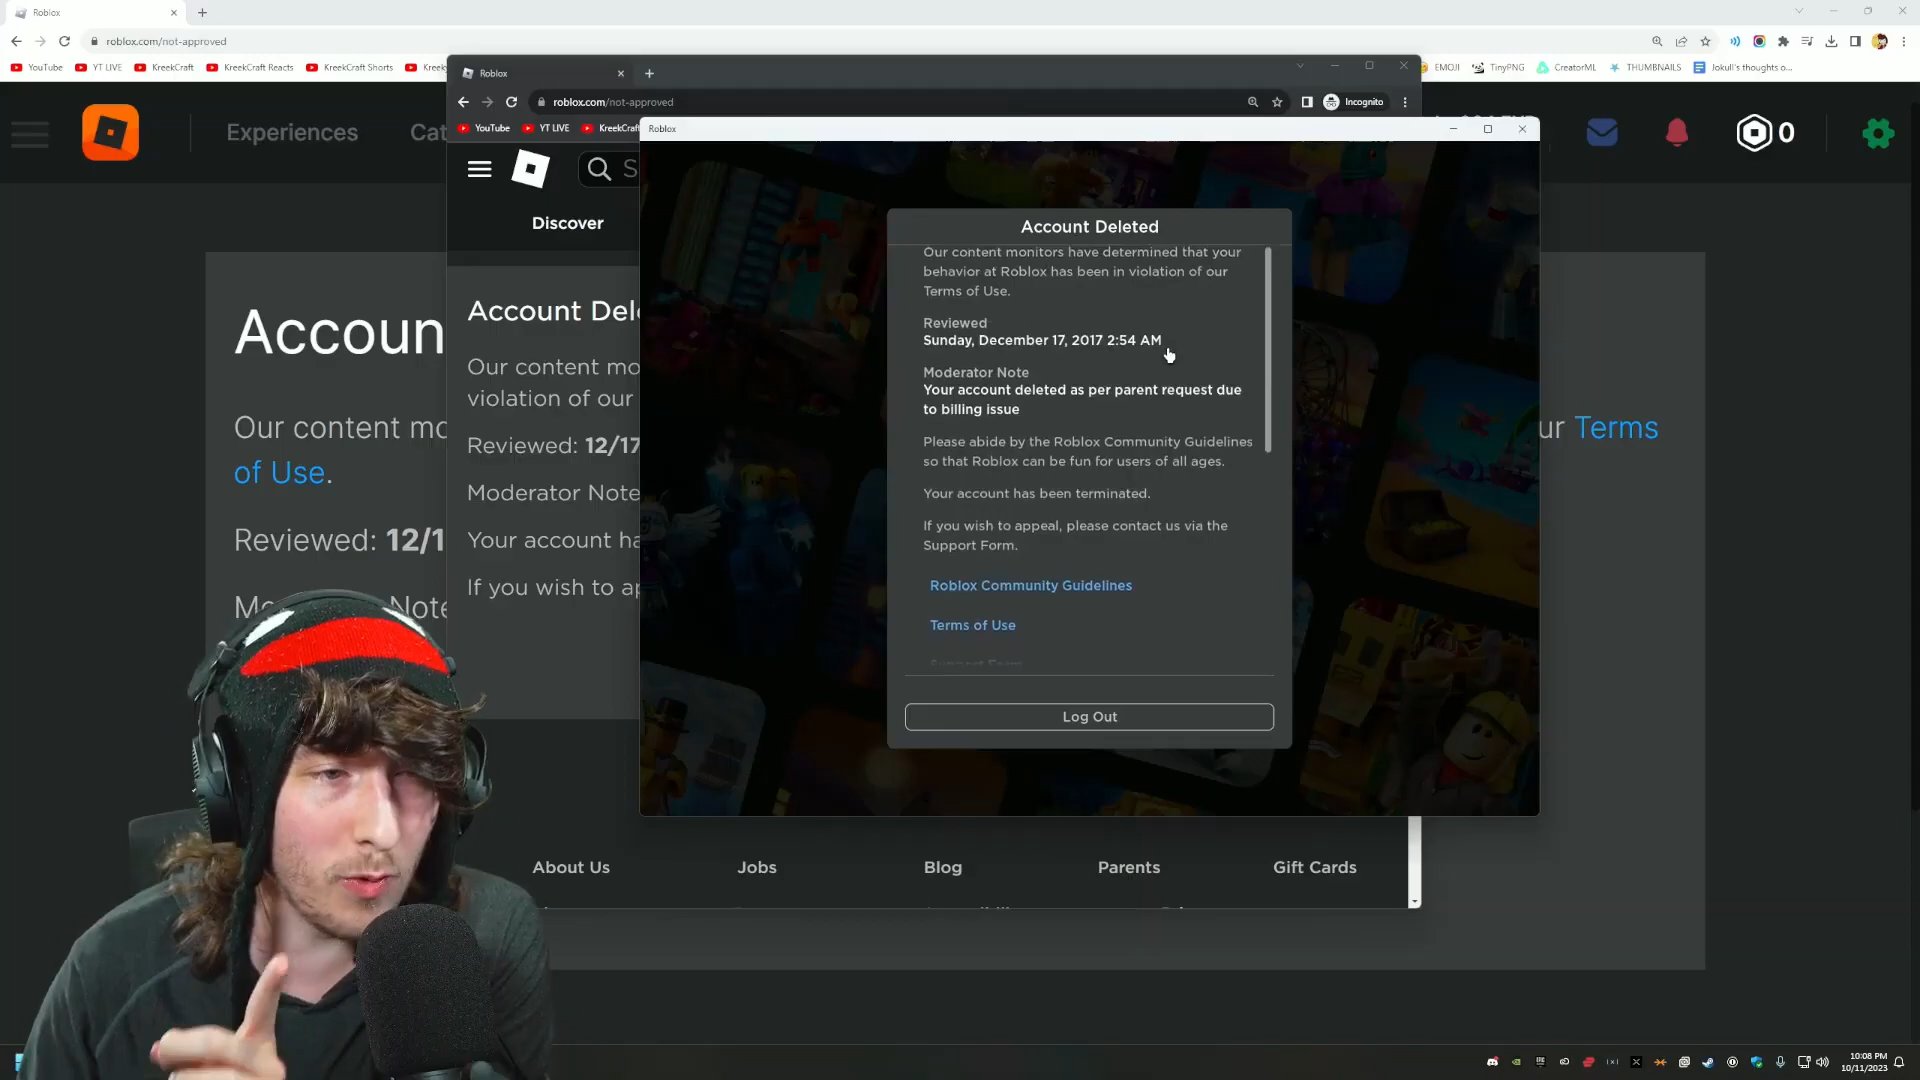 Roblox
roblox.com/not-approved
YouTube
YT LIVE
KreekCraft
KreekCraft Reacts
KreekCraft Shorts
EMOJI
TinyPNG
CreatorML
THUMBNAILS
Jokull's thoughts o...
Roblox
roblox.com/not-approved
Incognito
YouTube
YT LIVE
KreekCraf
Experiences
Cat
0
Discover
Roblox
Account Deleted
Our content monitors have determined that your
behavior at Roblox has been in violation of our
Terms of Use.
Reviewed
Sunday, December 17, 2017 2:54 AM
Moderator Note
Your account deleted as per parent request due
to billing issue
Please abide by the Roblox Community Guidelines
so that Roblox can be fun for users of all ages.
Your account has been terminated.
If you wish to appeal, please contact us via the
Support Form.
Roblox Community Guidelines
Terms of Use
Support Form
Log Out
Account Del
Our content mo
violation of our
Reviewed: 12/17
Moderator Note
Your account ha
If you wish to ap
Accoun
Our content mo
ur Terms
of Use.
Reviewed: 12/1
Note
About Us
Jobs
Blog
Parents
Gift Cards
10:08 PM
10/11/2023